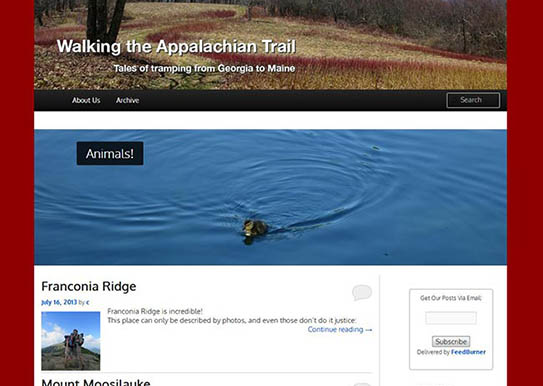 Walking the Appalachian Trail
Tales of tramping from Georgia to Maine
About Us Archive Search
Animals!
Franconia Ridge
July 16, 2013 by c
Franconia Ridge is incredible!
This place can only be described by photos, and even those don't do it justice:
Continue reading →
Get Our Posts Via Email:
Subscribe
Delivered by FeedBurner
Mount Moosilauke